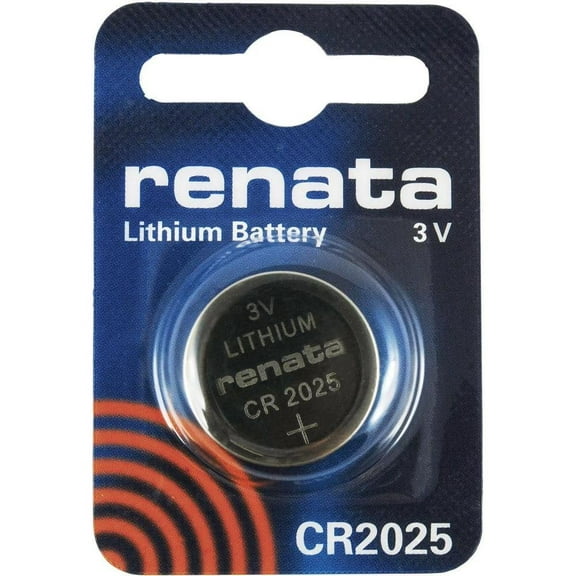 renata
Lithium Battery 3 V
3V
LITHIUM
renata
CR 2025
+
CR2025